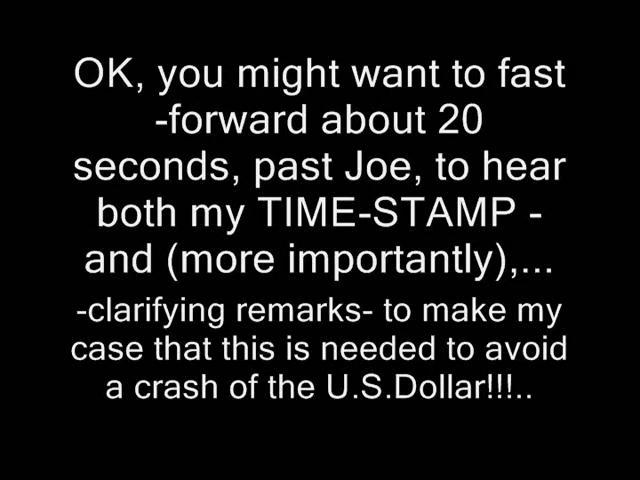 OK, you might want to fast
-forward about 20
seconds, past Joe, to hear
both my TIME-STAMP -
and (more importantly),...
-clarifying remarks- to make my
case that this is needed to avoid
a crash of the U.S.Dollar!!!..